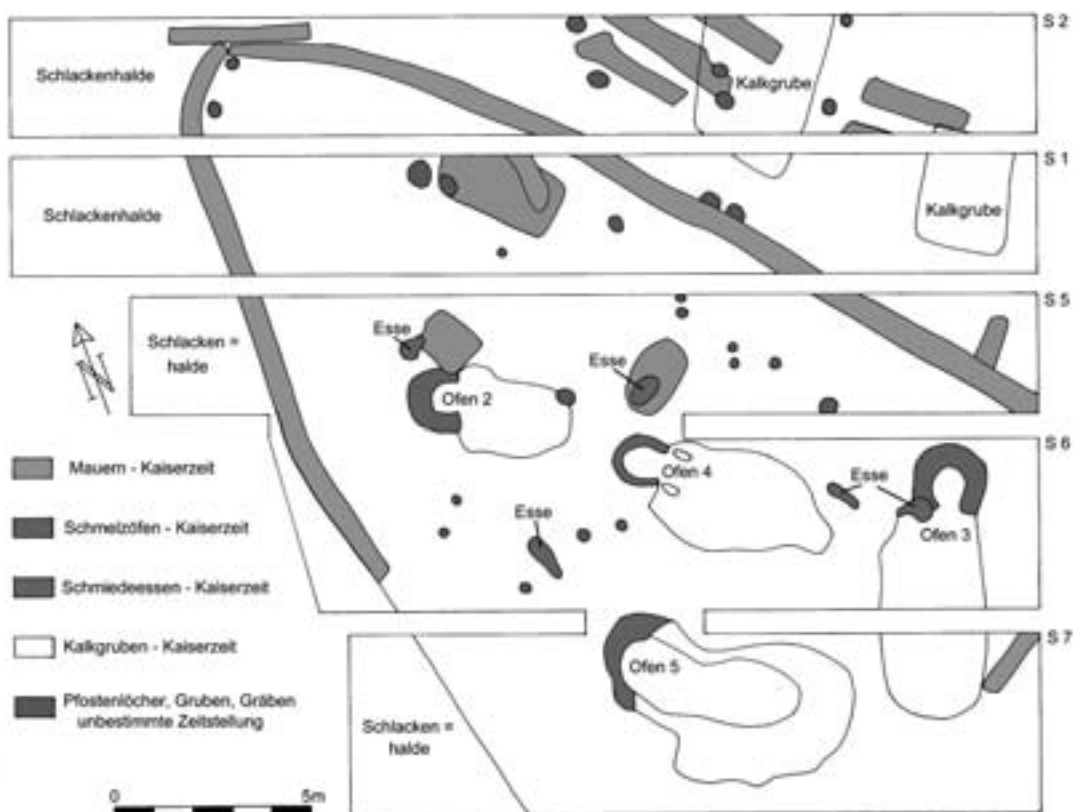 S 2
Schlackenhalde
Kalkgrube
S 1
Schlackenhalde
Kalkgrube
S 5
Schlacken =
halde
Esse
Esse
Ofen 2
S 6
Ofen 4
Esse
Ofen 3
Esse
Mauern - Kaiserzeit
Schmelzöfen - Kaiserzeit
Schmiedeessen - Kaiserzeit
Kalkgruben - Kaiserzeit
Pfostenlöcher, Gruben, Gräben
unbestimmte Zeitstellung
S 7
Ofen 5
Schlacken =
halde
0 5m